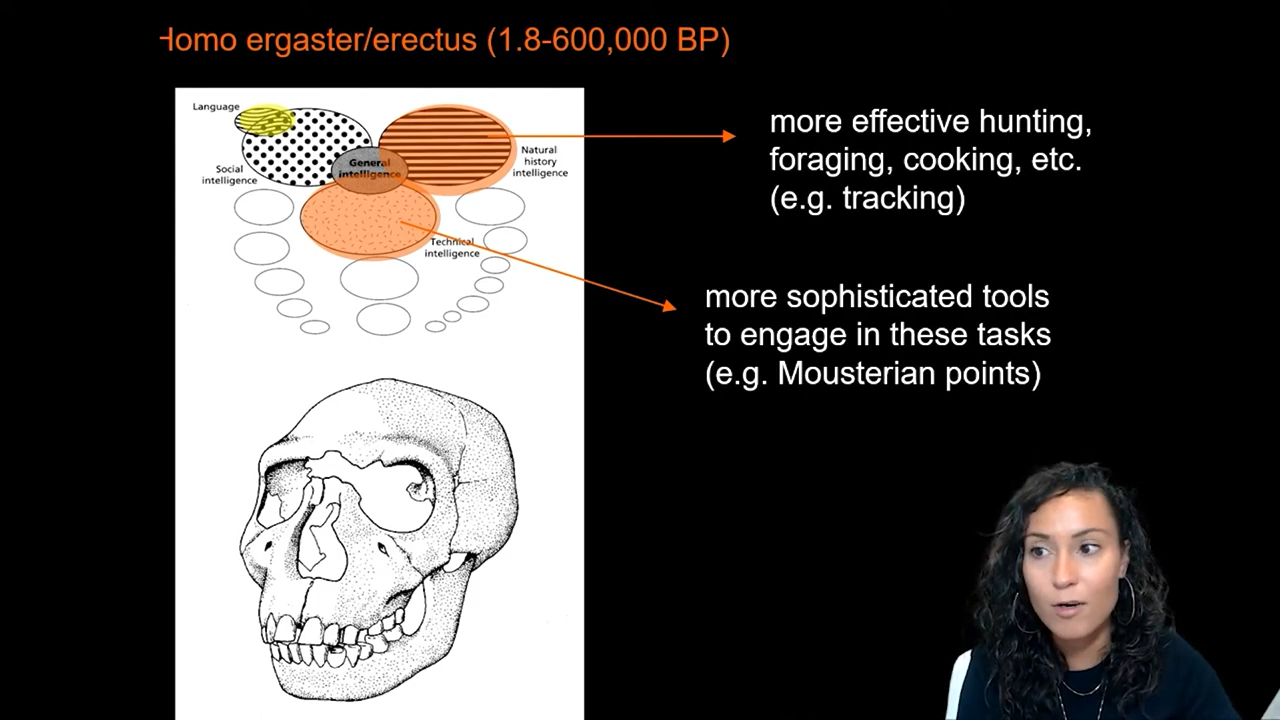 Homo ergaster/erectus (1.8-600,000 BP)
Language
Social
intelligence
General
intelligence
Natural
history
intelligence
Technical
intelligence
more effective hunting,
foraging, cooking, etc.
(e.g. tracking)
more sophisticated tools
to engage in these tasks
(e.g. Mousterian points)